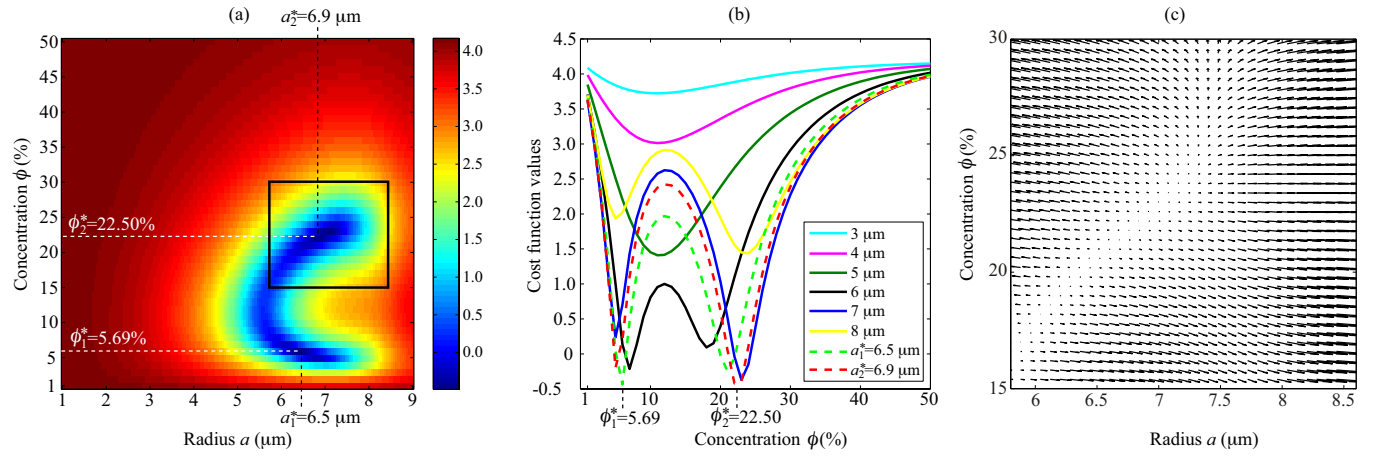 (a)
a₂*=6.9 μm
Concentration ϕ (%)
50
45
40
35
30
25
20
15
10
5
1
ϕ₂*=22.50%
ϕ₁*=5.69%
1 2 3 4 5 6 7 8 9
a₁*=6.5 μm
Radius a (μm)
4.0
3.5
3.0
2.5
2.0
1.5
1.0
0.5
0.0
(b)
Cost function values
4.5
4.0
3.5
3.0
2.5
2.0
1.5
1.0
0.5
0
-0.5
3 μm
4 μm
5 μm
6 μm
7 μm
8 μm
a₁*=6.5 μm
a₂*=6.9 μm
1 10 20 30 40 50
ϕ₁*=5.69 ϕ₂*=22.50
Concentration ϕ(%)
(c)
Concentration ϕ(%)
30
25
20
15
6 6.5 7 7.5 8 8.5
Radius a (μm)